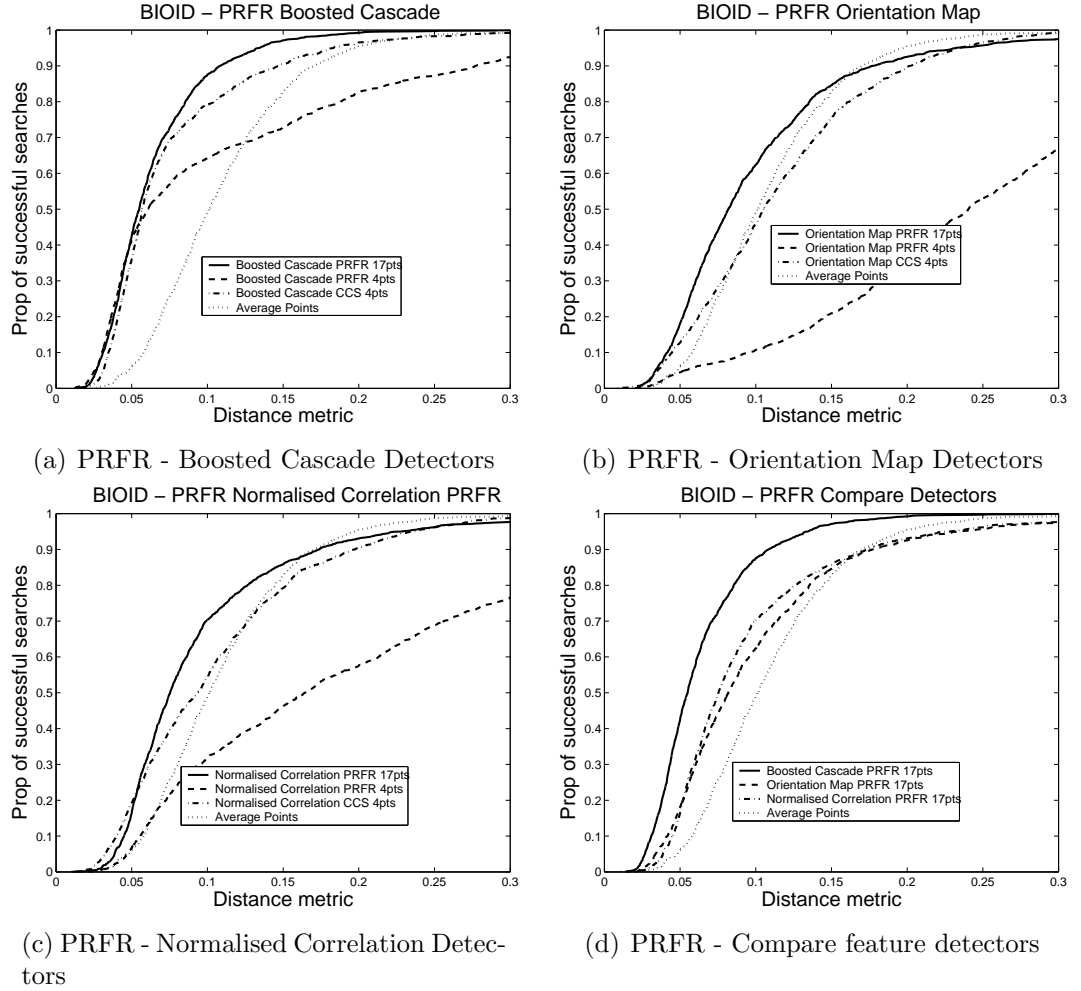 BIOID – PRFR Boosted Cascade
Prop of successful searches
1
0.9
0.8
0.7
0.6
0.5
0.4
0.3
0.2
0.1
0
Boosted Cascade PRFR 17pts
Boosted Cascade PRFR 4pts
Boosted Cascade CCS 4pts
Average Points
0 0.05 0.1 0.15 0.2 0.25 0.3
Distance metric
(a) PRFR - Boosted Cascade Detectors
BIOID – PRFR Orientation Map
Prop of successful searches
1
0.9
0.8
0.7
0.6
0.5
0.4
0.3
0.2
0.1
0
Orientation Map PRFR 17pts
Orientation Map PRFR 4pts
Orientation Map CCS 4pts
Average Points
0 0.05 0.1 0.15 0.2 0.25 0.3
Distance metric
(b) PRFR - Orientation Map Detectors
BIOID – PRFR Normalised Correlation PRFR
Prop of successful searches
1
0.9
0.8
0.7
0.6
0.5
0.4
0.3
0.2
0.1
0
Normalised Correlation PRFR 17pts
Normalised Correlation PRFR 4pts
Normalised Correlation CCS 4pts
Average Points
0 0.05 0.1 0.15 0.2 0.25 0.3
Distance metric
(c) PRFR - Normalised Correlation Detec-
tors
BIOID – PRFR Compare Detectors
Prop of successful searches
1
0.9
0.8
0.7
0.6
0.5
0.4
0.3
0.2
0.1
0
Boosted Cascade PRFR 17pts
Orientation Map PRFR 17pts
Normalised Correlation PRFR 17pts
Average Points
0 0.05 0.1 0.15 0.2 0.25 0.3
Distance metric
(d) PRFR - Compare feature detectors